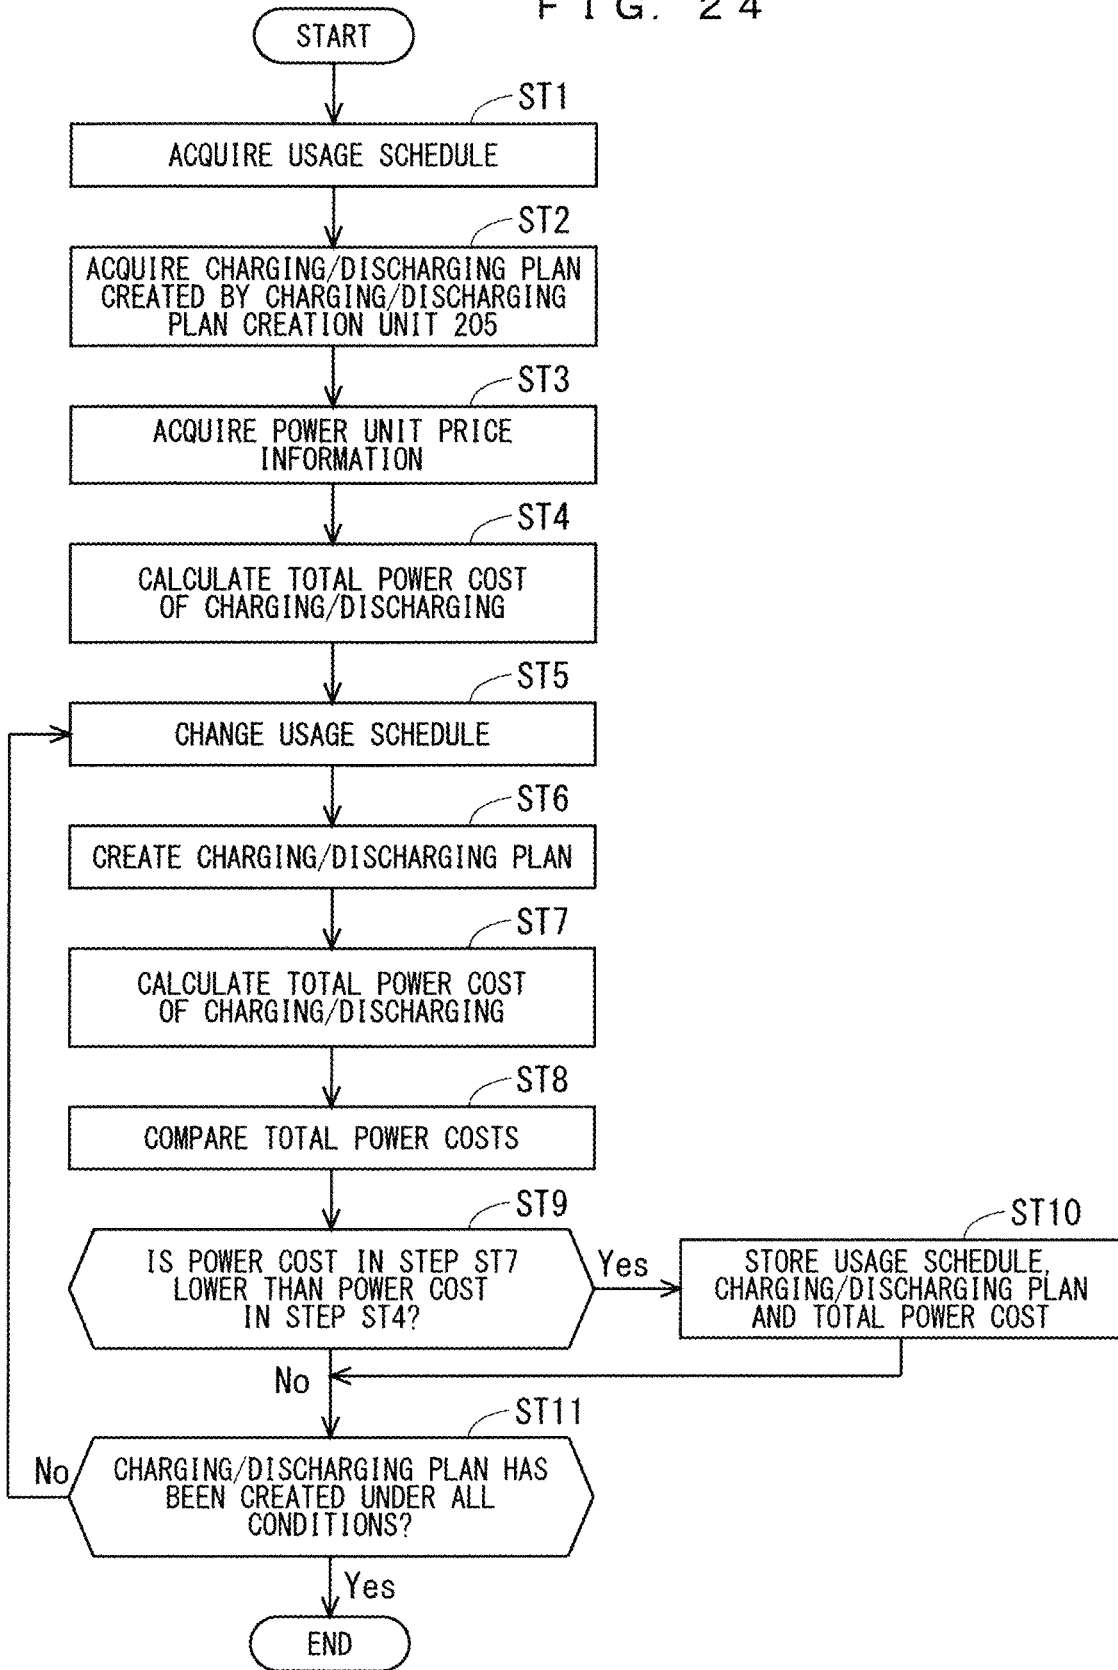 FIG. 24
START
ST1
ACQUIRE USAGE SCHEDULE
ST2
ACQUIRE CHARGING/DISCHARGING PLAN
CREATED BY CHARGING/DISCHARGING
PLAN CREATION UNIT 205
ST3
ACQUIRE POWER UNIT PRICE
INFORMATION
ST4
CALCULATE TOTAL POWER COST
OF CHARGING/DISCHARGING
ST5
CHANGE USAGE SCHEDULE
ST6
CREATE CHARGING/DISCHARGING PLAN
ST7
CALCULATE TOTAL POWER COST
OF CHARGING/DISCHARGING
ST8
COMPARE TOTAL POWER COSTS
ST9
IS POWER COST IN STEP ST7
LOWER THAN POWER COST
IN STEP ST4?
Yes
ST10
STORE USAGE SCHEDULE,
CHARGING/DISCHARGING PLAN
AND TOTAL POWER COST
No
ST11
No
CHARGING/DISCHARGING PLAN HAS
BEEN CREATED UNDER ALL
CONDITIONS?
Yes
END